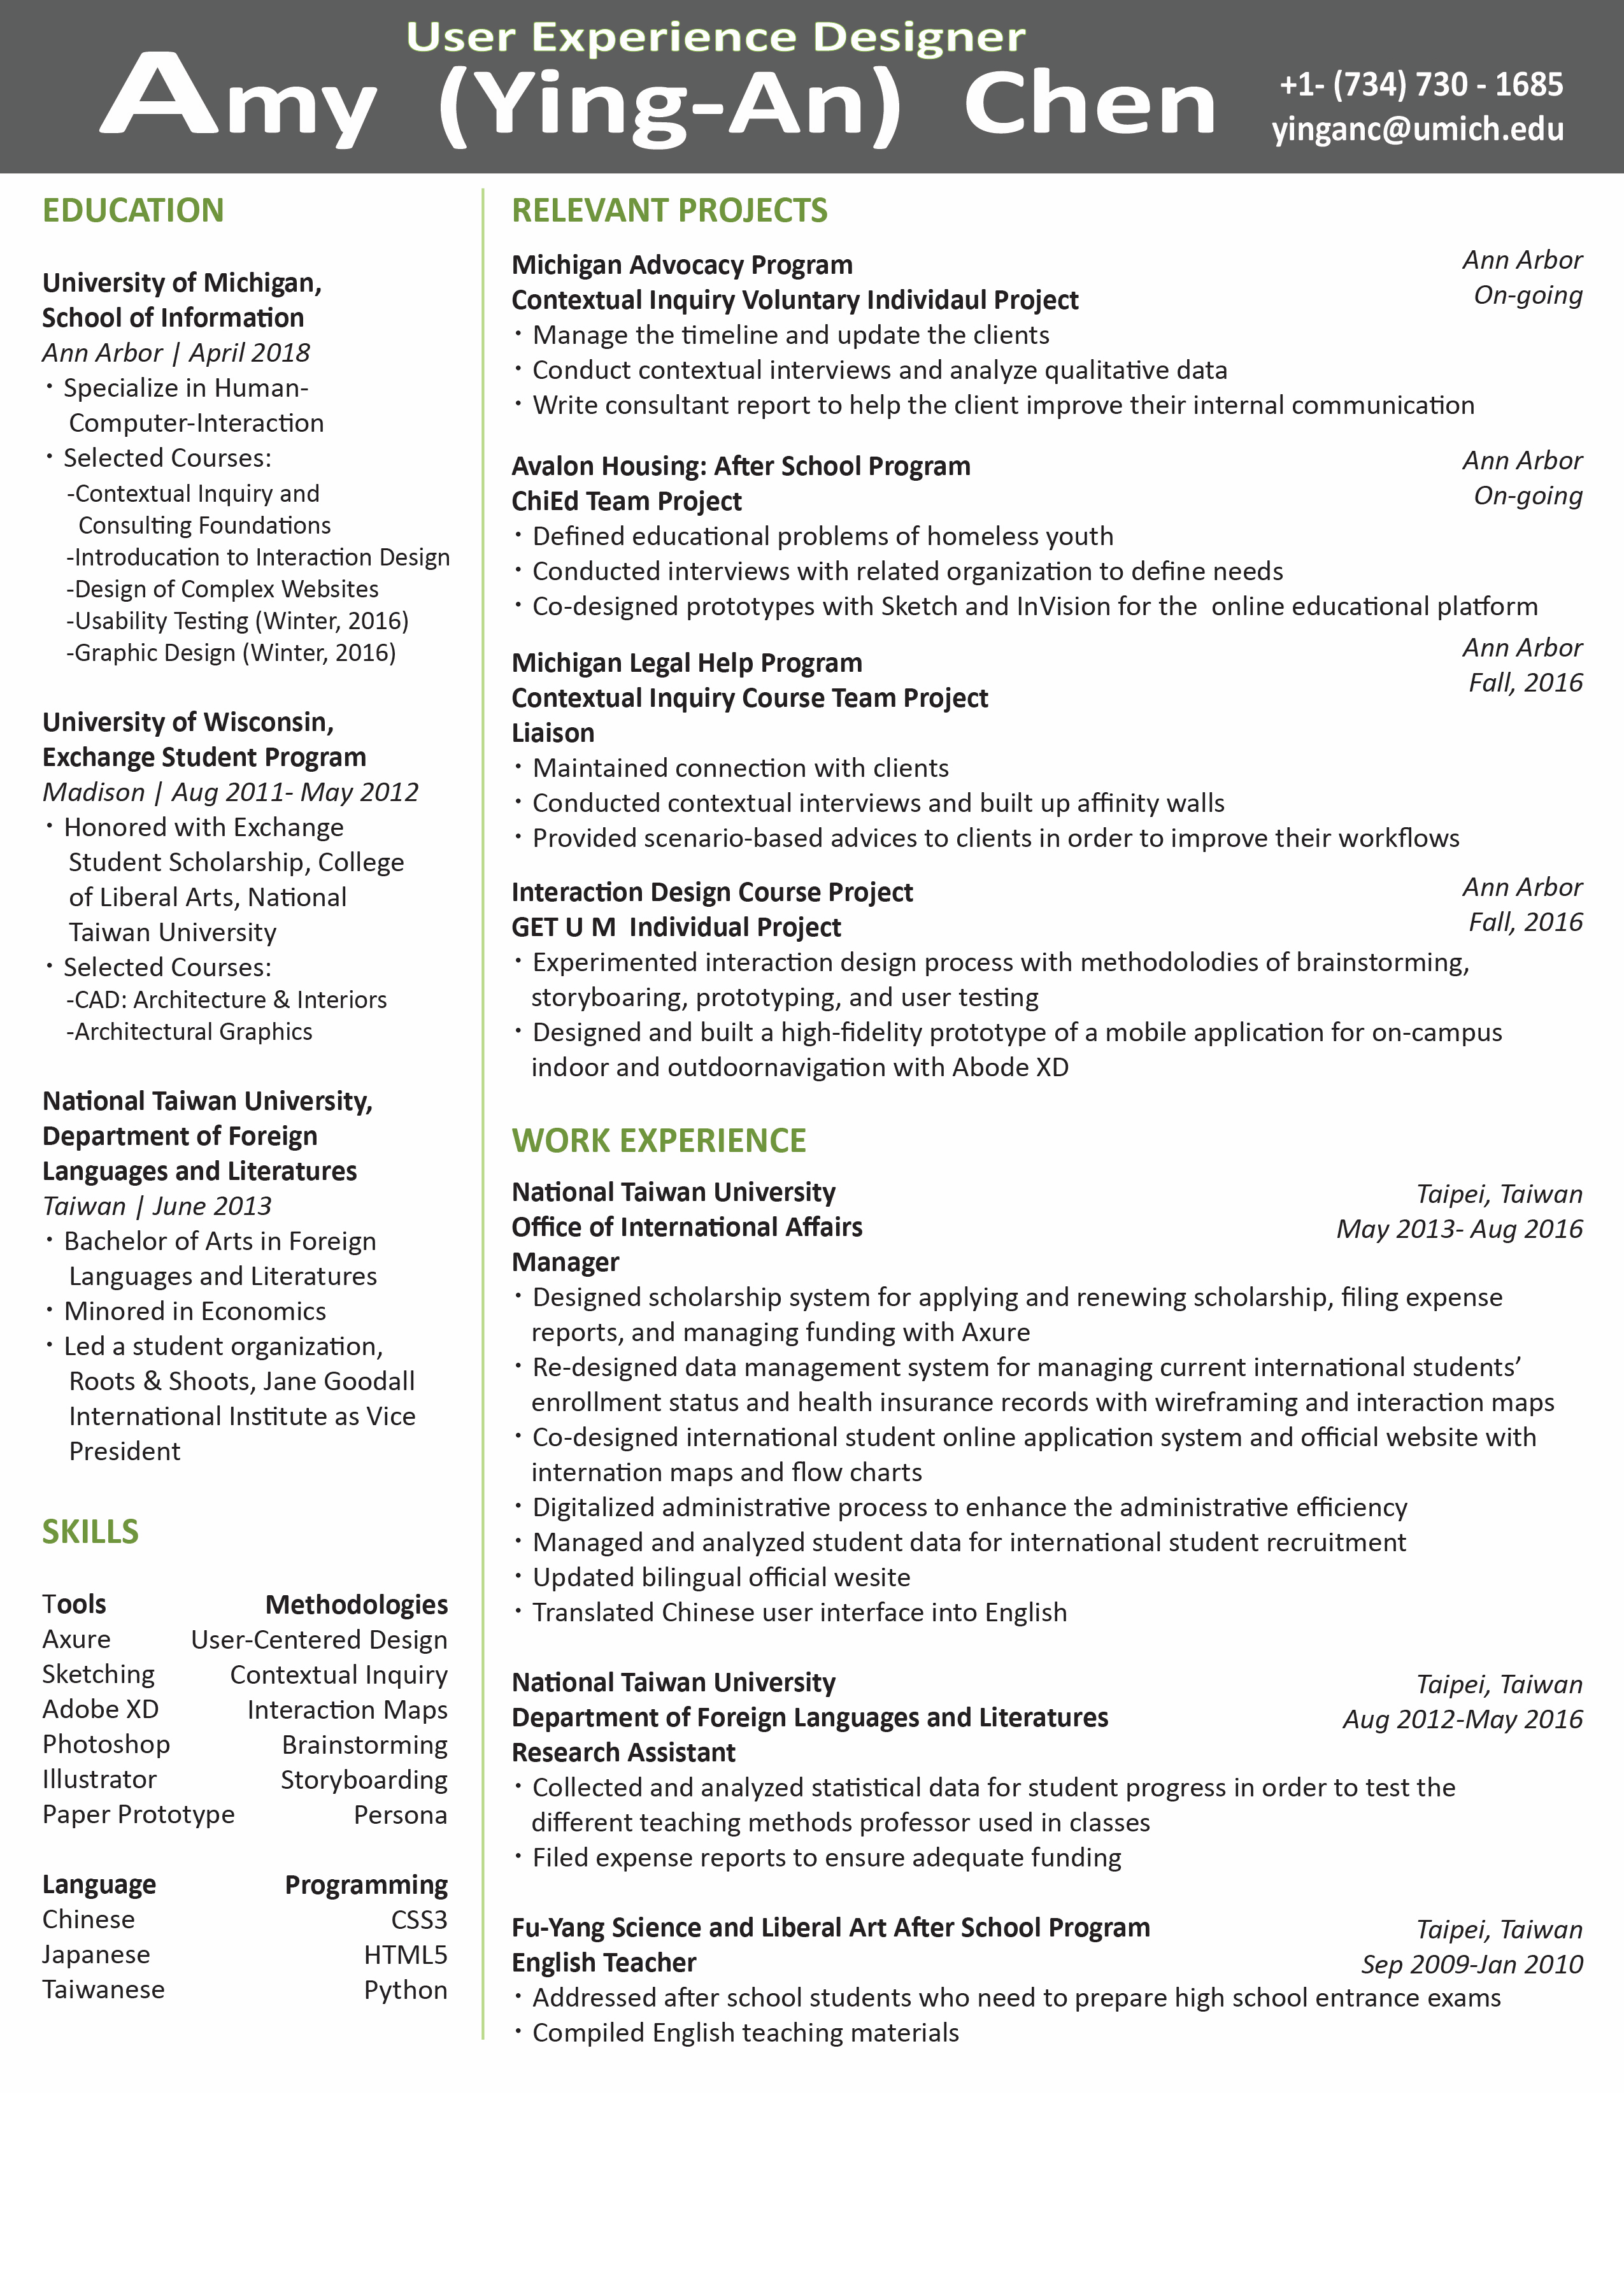 User Experience Designer
Amy (Ying-An) Chen
+1- (734) 730 - 1685
yinganc@umich.edu
EDUCATION
University of Michigan,
School of Information
Ann Arbor | April 2018
· Specialize in Human-
Computer-Interaction
· Selected Courses:
-Contextual Inquiry and
Consulting Foundations
-Introducation to Interaction Design
-Design of Complex Websites
-Usability Testing (Winter, 2016)
-Graphic Design (Winter, 2016)
University of Wisconsin,
Exchange Student Program
Madison | Aug 2011- May 2012
· Honored with Exchange
Student Scholarship, College
of Liberal Arts, National
Taiwan University
· Selected Courses:
-CAD: Architecture & Interiors
-Architectural Graphics
National Taiwan University,
Department of Foreign
Languages and Literatures
Taiwan | June 2013
· Bachelor of Arts in Foreign
Languages and Literatures
· Minored in Economics
· Led a student organization,
Roots & Shoots, Jane Goodall
International Institute as Vice
President
SKILLS
Tools Methodologies
Axure User-Centered Design
Sketching Contextual Inquiry
Adobe XD Interaction Maps
Photoshop Brainstorming
Illustrator Storyboarding
Paper Prototype Persona
Language Programming
Chinese CSS3
Japanese HTML5
Taiwanese Python
RELEVANT PROJECTS
Michigan Advocacy Program Ann Arbor
Contextual Inquiry Voluntary Individaul Project On-going
· Manage the timeline and update the clients
· Conduct contextual interviews and analyze qualitative data
· Write consultant report to help the client improve their internal communication
Avalon Housing: After School Program Ann Arbor
ChiEd Team Project On-going
· Defined educational problems of homeless youth
· Conducted interviews with related organization to define needs
· Co-designed prototypes with Sketch and InVision for the online educational platform
Michigan Legal Help Program Ann Arbor
Contextual Inquiry Course Team Project Fall, 2016
Liaison
· Maintained connection with clients
· Conducted contextual interviews and built up affinity walls
· Provided scenario-based advices to clients in order to improve their workflows
Interaction Design Course Project Ann Arbor
GET U M Individual Project Fall, 2016
· Experimented interaction design process with methodolodies of brainstorming,
storyboaring, prototyping, and user testing
· Designed and built a high-fidelity prototype of a mobile application for on-campus
indoor and outdoornavigation with Abode XD
WORK EXPERIENCE
National Taiwan University Taipei, Taiwan
Office of International Affairs May 2013- Aug 2016
Manager
· Designed scholarship system for applying and renewing scholarship, filing expense
reports, and managing funding with Axure
· Re-designed data management system for managing current international students’
enrollment status and health insurance records with wireframing and interaction maps
· Co-designed international student online application system and official website with
internation maps and flow charts
· Digitalized administrative process to enhance the administrative efficiency
· Managed and analyzed student data for international student recruitment
· Updated bilingual official wesite
· Translated Chinese user interface into English
National Taiwan University Taipei, Taiwan
Department of Foreign Languages and Literatures Aug 2012-May 2016
Research Assistant
· Collected and analyzed statistical data for student progress in order to test the
different teaching methods professor used in classes
· Filed expense reports to ensure adequate funding
Fu-Yang Science and Liberal Art After School Program Taipei, Taiwan
English Teacher Sep 2009-Jan 2010
· Addressed after school students who need to prepare high school entrance exams
· Compiled English teaching materials